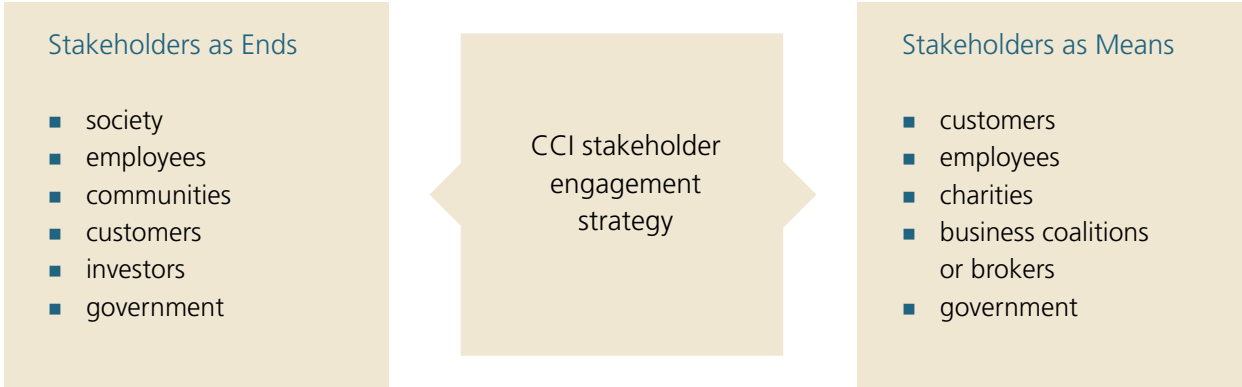 Stakeholders as Ends
society
employees
communities
customers
investors
government
CCI stakeholder
engagement
strategy
Stakeholders as Means
customers
employees
charities
business coalitions
or brokers
government